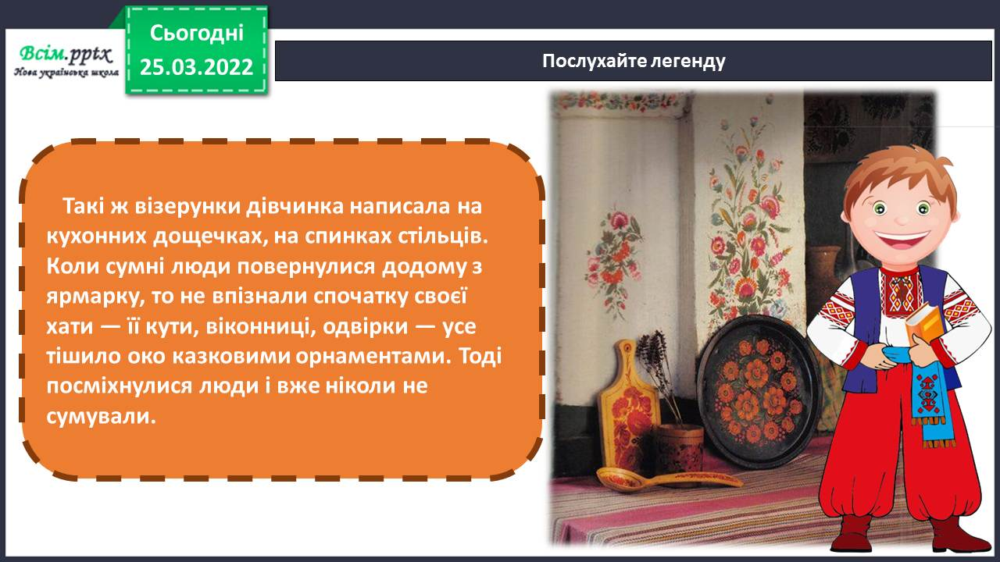 Всім.pptx
Нова українська школа
Сьогодні
25.03.2022
Послухайте легенду
Такі ж візерунки дівчинка написала на
кухонних дощечках, на спинках стільців.
Коли сумні люди повернулися додому з
ярмарку, то не впізнали спочатку своєї
хати — її кути, віконниці, одвірки — усе
тішило око казковими орнаментами. Тоді
посміхнулися люди і вже ніколи не
сумували.